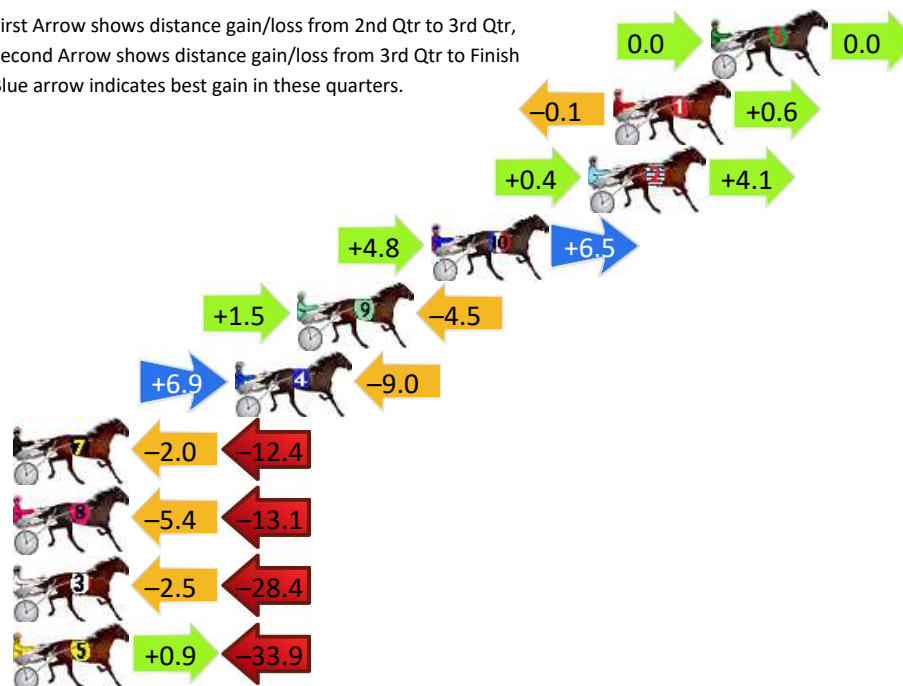 irst Arrow shows distance gain/loss from 2nd Qtr to 3rd Qtr,
econd Arrow shows distance gain/loss from 3rd Qtr to Finish
lue arrow indicates best gain in these quarters.
0.0 6 0.0
–0.1 1 +0.6
+0.4 2 +4.1
+4.8 10 +6.5
+1.5 9 –4.5
+6.9 4 –9.0
7 –2.0 –12.4
8 –5.4 –13.1
3 –2.5 –28.4
5 +0.9 –33.9